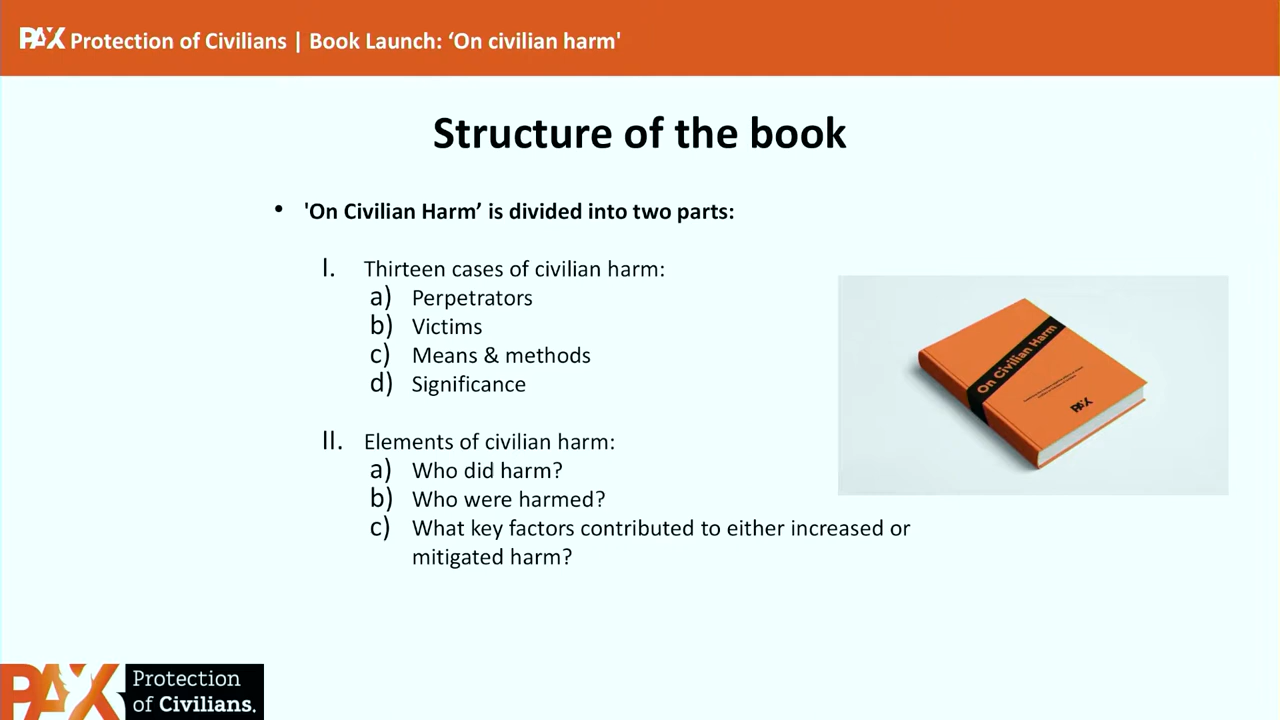 PAX Protection of Civilians | Book Launch: ‘On civilian harm'
Structure of the book
• 'On Civilian Harm’ is divided into two parts:
I. Thirteen cases of civilian harm:
a) Perpetrators
b) Victims
c) Means & methods
d) Significance
II. Elements of civilian harm:
a) Who did harm?
b) Who were harmed?
c) What key factors contributed to either increased or
mitigated harm?
On Civilian Harm
PAX
PAX
Protection
of Civilians.